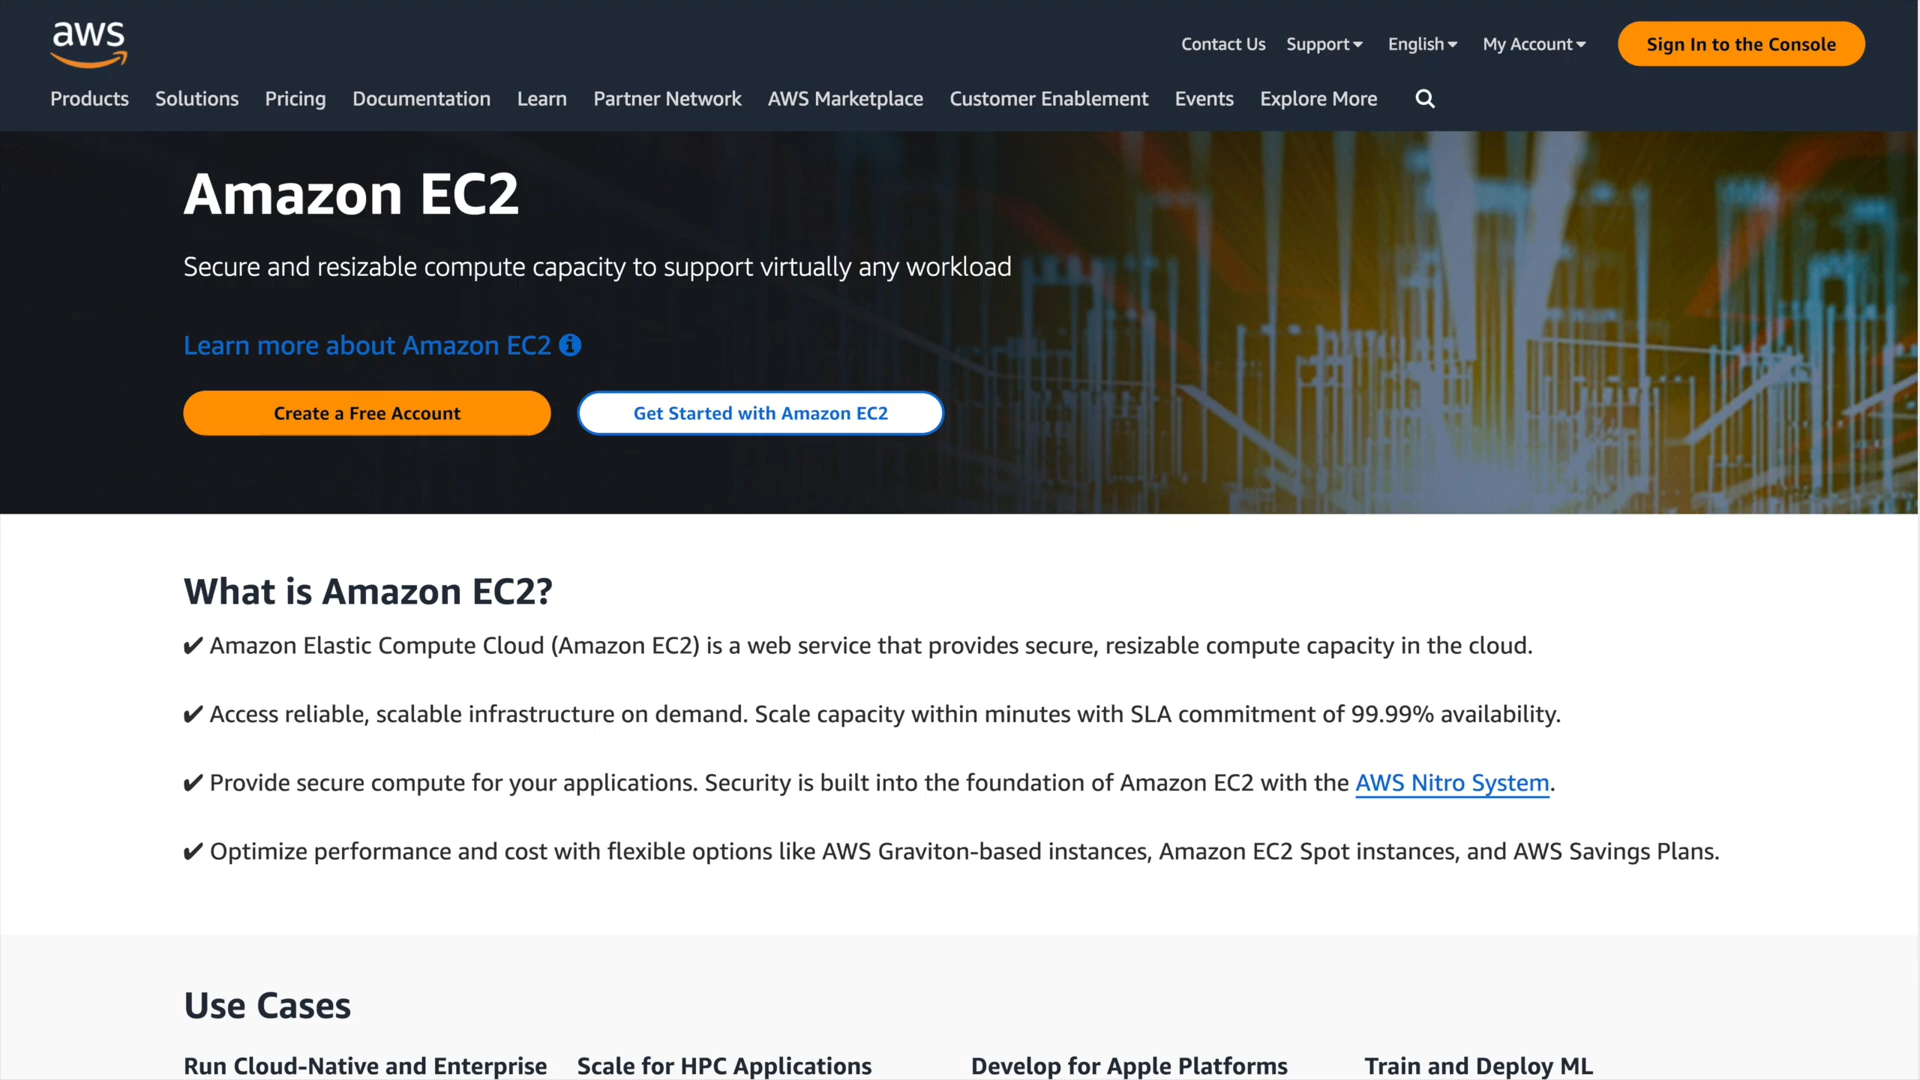 aws
Contact Us Support English My Account Sign In to the Console
Products Solutions Pricing Documentation Learn Partner Network AWS Marketplace Customer Enablement Events Explore More
Amazon EC2
Secure and resizable compute capacity to support virtually any workload
Learn more about Amazon EC2
Create a Free Account Get Started with Amazon EC2
What is Amazon EC2?
✔ Amazon Elastic Compute Cloud (Amazon EC2) is a web service that provides secure, resizable compute capacity in the cloud.
✔ Access reliable, scalable infrastructure on demand. Scale capacity within minutes with SLA commitment of 99.99% availability.
✔ Provide secure compute for your applications. Security is built into the foundation of Amazon EC2 with the AWS Nitro System.
✔ Optimize performance and cost with flexible options like AWS Graviton-based instances, Amazon EC2 Spot instances, and AWS Savings Plans.
Use Cases
Run Cloud-Native and Enterprise Scale for HPC Applications Develop for Apple Platforms Train and Deploy ML